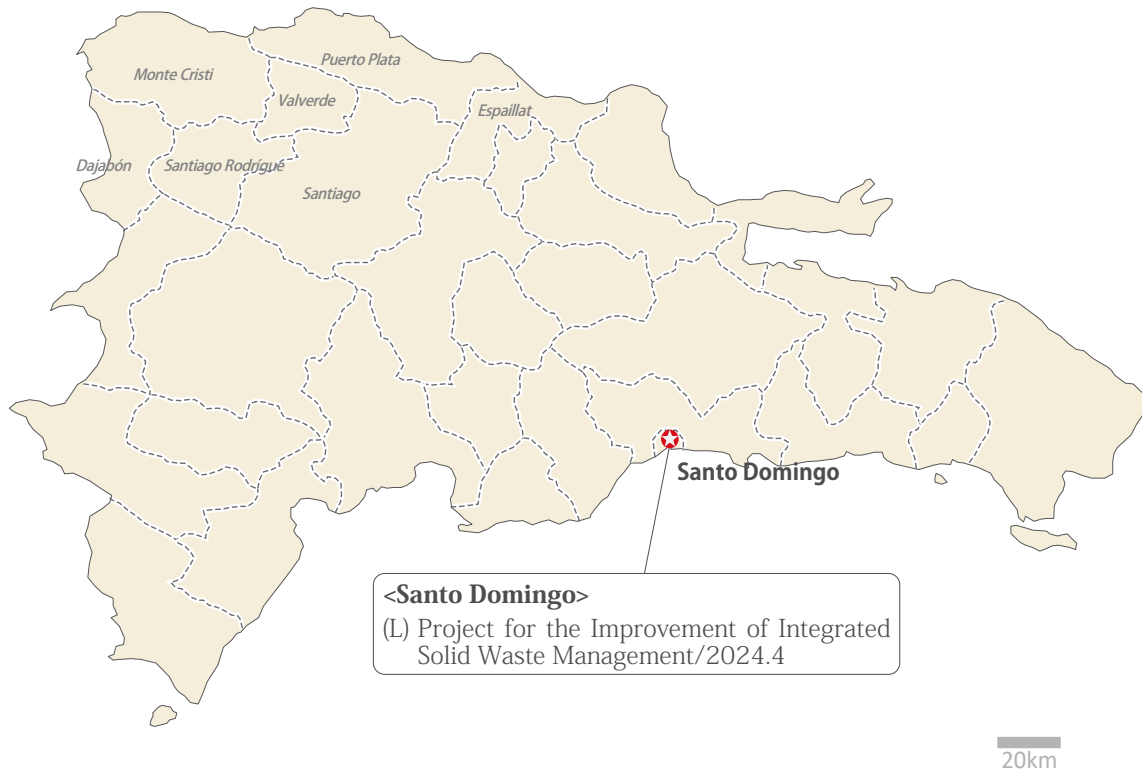 Puerto Plata
Monte Cristi
Valverde
Espaillat
Dajabón
Santiago Rodrígué
Santiago
Santo Domingo
<Santo Domingo>
(L) Project for the Improvement of Integrated
Solid Waste Management/2024.4
20km